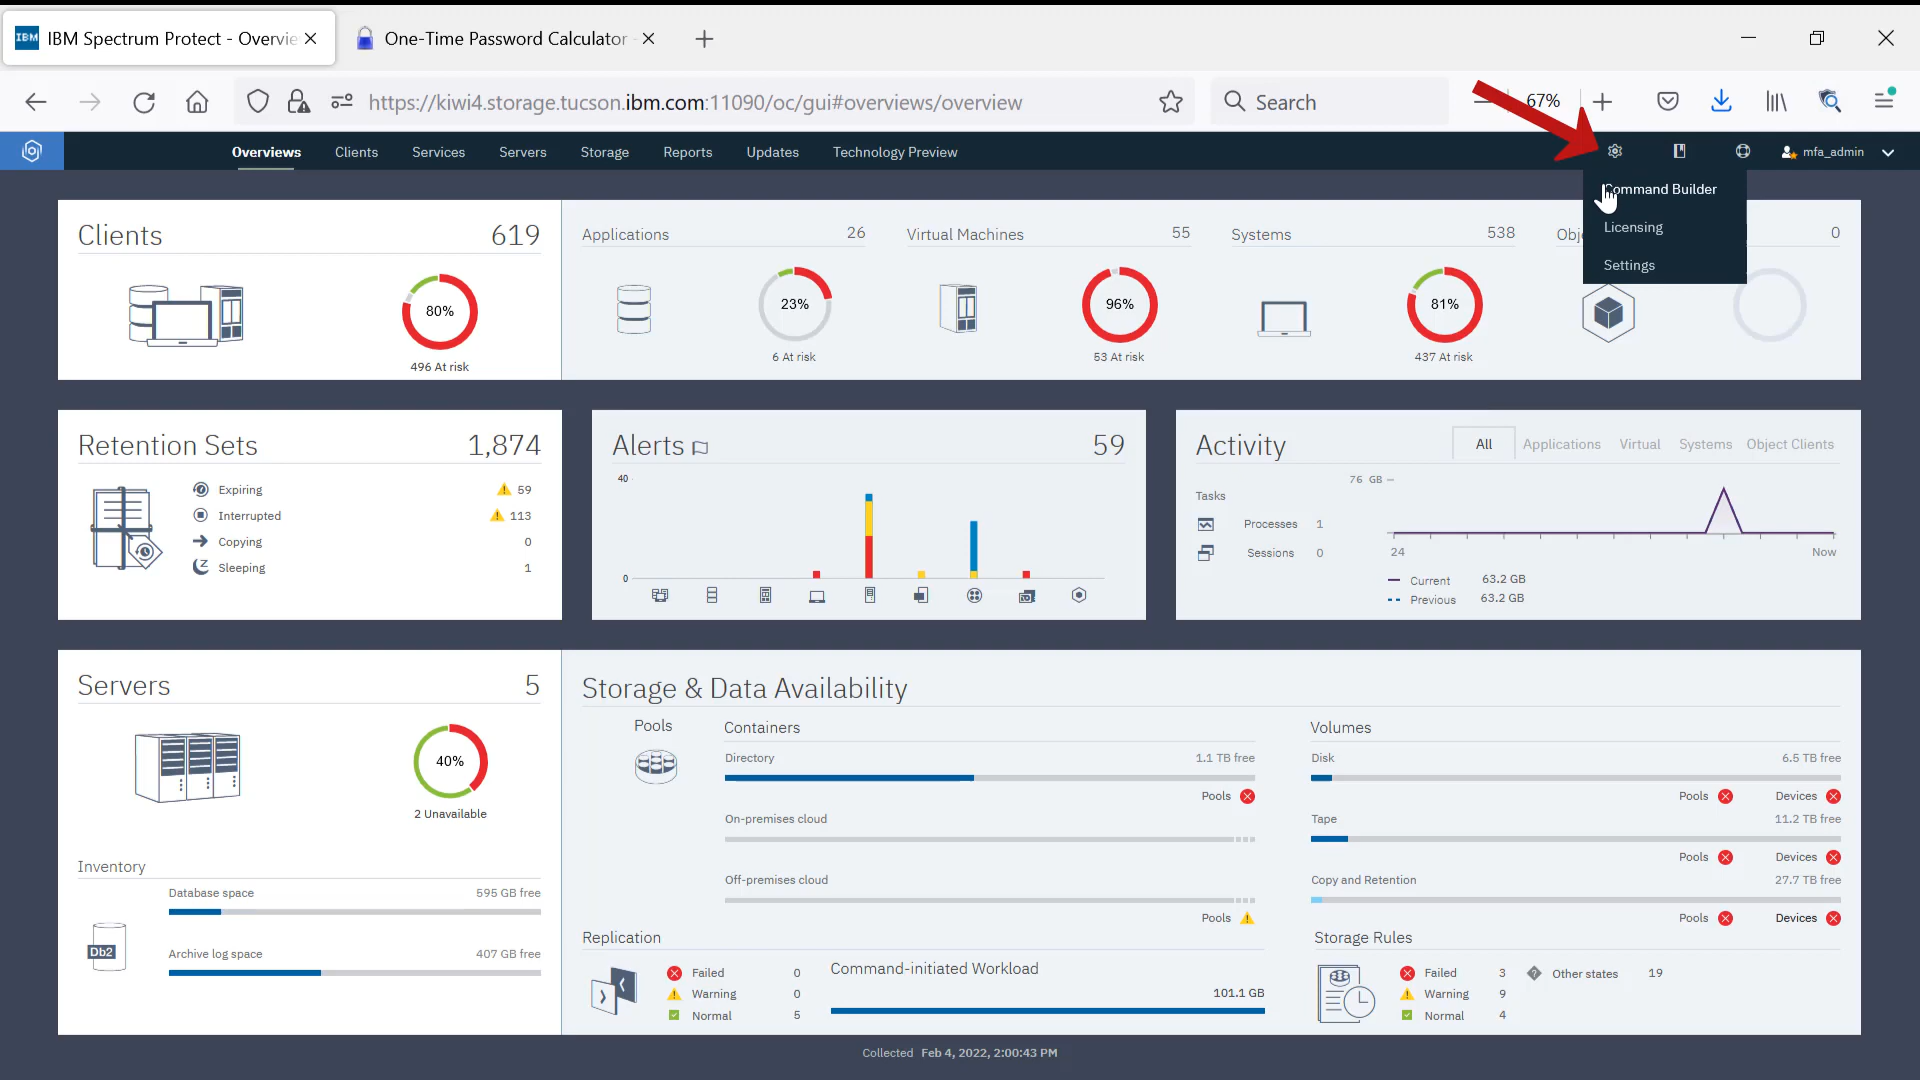 IBM IBM Spectrum Protect - Overvie
One-Time Password Calculator
https://kiwi4.storage.tucson.ibm.com:11090/oc/gui#overviews/overview
Search
67%
Overviews Clients Services Servers Storage Reports Updates Technology Preview
mfa_admin
Command Builder
Licensing
Settings
Clients 619
80%
496 At risk
Applications 26
23%
6 At risk
Virtual Machines 55
96%
53 At risk
Systems 538
81%
437 At risk
0
Retention Sets 1,874
Expiring 59
Interrupted 113
Copying 0
Sleeping 1
Alerts 59
40
0
Activity
All Applications Virtual Systems Object Clients
Tasks
Processes 1
Sessions 0
76 GB
24 Now
Current 63.2 GB
Previous 63.2 GB
Servers 5
40%
2 Unavailable
Inventory
Db2
Database space 595 GB free
Archive log space 407 GB free
Storage & Data Availability
Pools
Containers
Directory 1.1 TB free
Pools
On-premises cloud
Off-premises cloud
Pools
Volumes
Disk 6.5 TB free
Pools Devices
Tape 11.2 TB free
Pools Devices
Copy and Retention 27.7 TB free
Pools Devices
Replication
Failed 0
Warning 0
Normal 5
Command-initiated Workload
101.1 GB
Storage Rules
Failed 3
Warning 9
Normal 4
Other states 19
Collected Feb 4, 2022, 2:00:43 PM